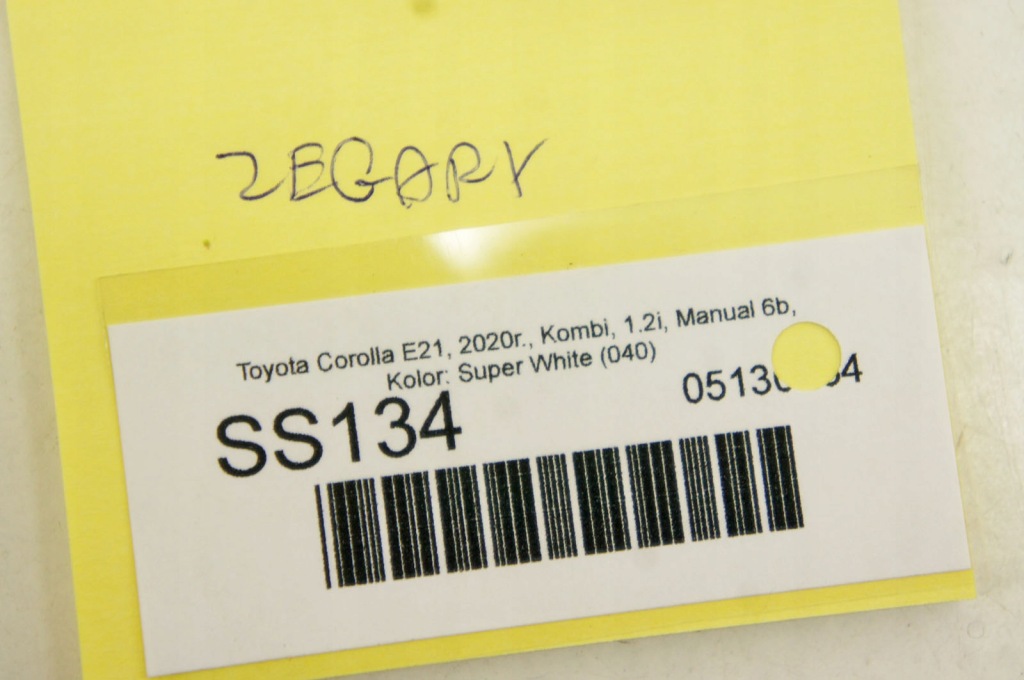 ZEGARY
Toyota Corolla E21, 2020r., Kombi, 1.2i, Manual 6b,
Kolor: Super White (040)
SS134